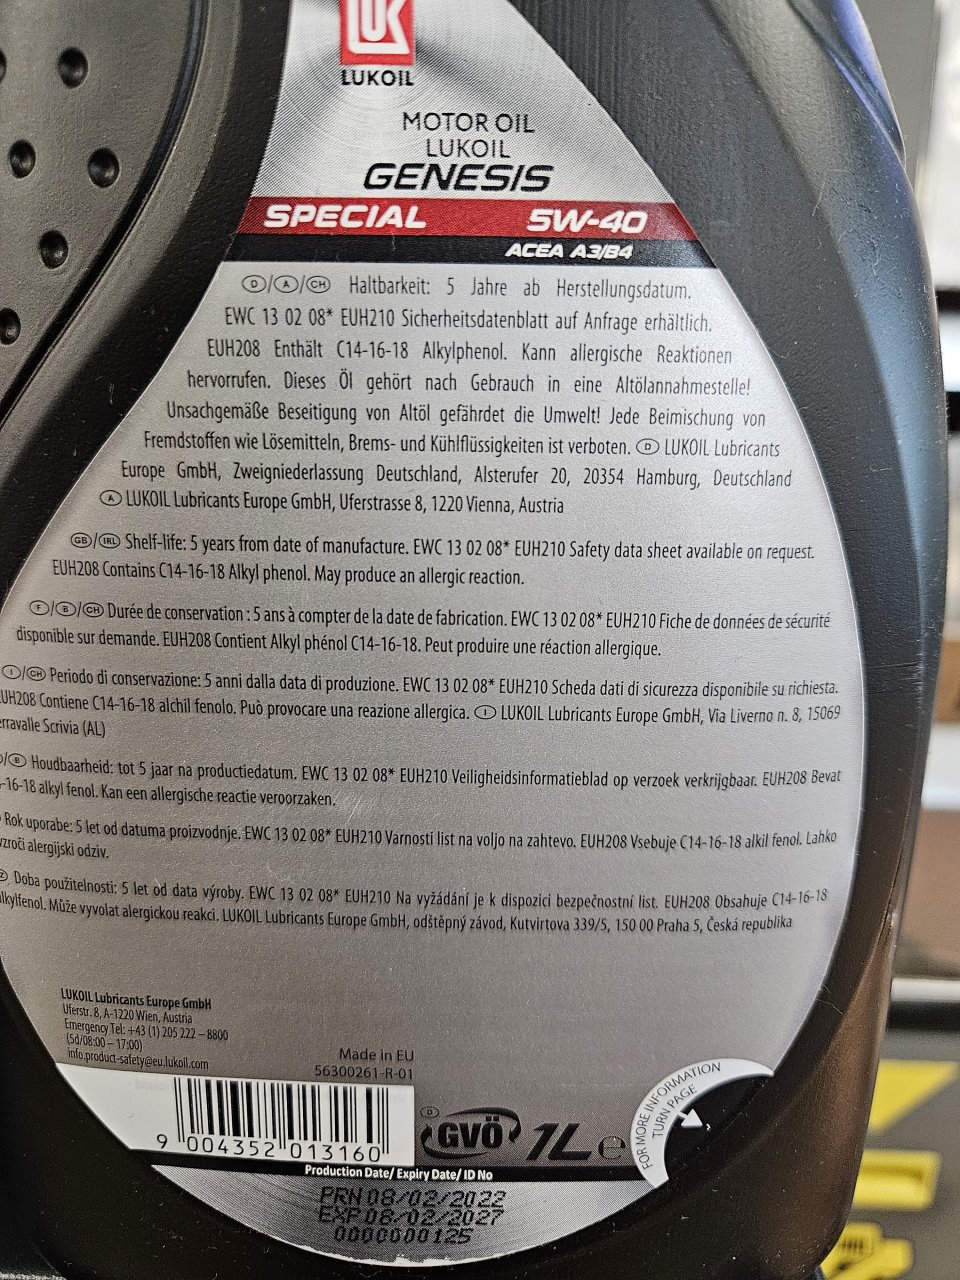 LUKOIL
MOTOR OIL
LUKOIL
GENESIS
SPECIAL 5W-40
ACEA A3/B4
D/A/CH Haltbarkeit: 5 Jahre ab Herstellungsdatum.
EWC 13 02 08* EUH210 Sicherheitsdatenblatt auf Anfrage erhältlich.
EUH208 Enthält C14-16-18 Alkylphenol. Kann allergische Reaktionen
hervorrufen. Dieses Öl gehört nach Gebrauch in eine Altölannahmestelle!
Unsachgemäße Beseitigung von Altöl gefährdet die Umwelt! Jede Beimischung von
Fremdstoffen wie Lösemitteln, Brems- und Kühlflüssigkeiten ist verboten. D LUKOIL Lubricants
Europe GmbH, Zweigniederlassung Deutschland, Alsterufer 20, 20354 Hamburg, Deutschland
A LUKOIL Lubricants Europe GmbH, Uferstrasse 8, 1220 Vienna, Austria
GB/IRL Shelf-life: 5 years from date of manufacture. EWC 13 02 08* EUH210 Safety data sheet available on request.
EUH208 Contains C14-16-18 Alkyl phenol. May produce an allergic reaction.
F/B/CH Durée de conservation : 5 ans à compter de la date de fabrication. EWC 13 02 08* EUH210 Fiche de données de sécurité
disponible sur demande. EUH208 Contient Alkyl phénol C14-16-18. Peut produire une réaction allergique.
I/CH Periodo di conservazione: 5 anni dalla data di produzione. EWC 13 02 08* EUH210 Scheda dati di sicurezza disponibile su richiesta.
UH208 Contiene C14-16-18 alchil fenolo. Può provocare una reazione allergica. I LUKOIL Lubricants Europe GmbH, Via Liverno n. 8, 15069
erravalle Scrivia (AL)
/B Houdbaarheid: tot 5 jaar na productiedatum. EWC 13 02 08* EUH210 Veiligheidsinformatieblad op verzoek verkrijgbaar. EUH208 Bevat
-16-18 alkyl fenol. Kan een allergische reactie veroorzaken.
Rok uporabe: 5 let od datuma proizvodnje. EWC 13 02 08* EUH210 Varnosti list na voljo na zahtevo. EUH208 Vsebuje C14-16-18 alkil fenol. Lahko
zroči alergijski odziv.
Doba použitelnosti: 5 let od data výroby. EWC 13 02 08* EUH210 Na vyžádání je k dispozici bezpečnostní list. EUH208 Obsahuje C14-16-18
lkylfenol. Může vyvolat alergickou reakci. LUKOIL Lubricants Europe GmbH, odštěpný závod, Kutvirtova 339/5, 150 00 Praha 5, Česká republika
LUKOIL Lubricants Europe GmbH
Uferstr. 8, A-1220 Wien, Austria
Emergency Tel: +43 (1) 205 222 – 8800
(5d/08:00 – 17:00)
info.product-safety@eu.lukoil.com
Made in EU
56300261-R-01
9 004352 013160
D GVÖ 1L e
FOR MORE INFORMATION
TURN PAGE
Production Date/ Expiry Date/ ID No
PRN 08/02/2022
EXP 08/02/2027
0000000125